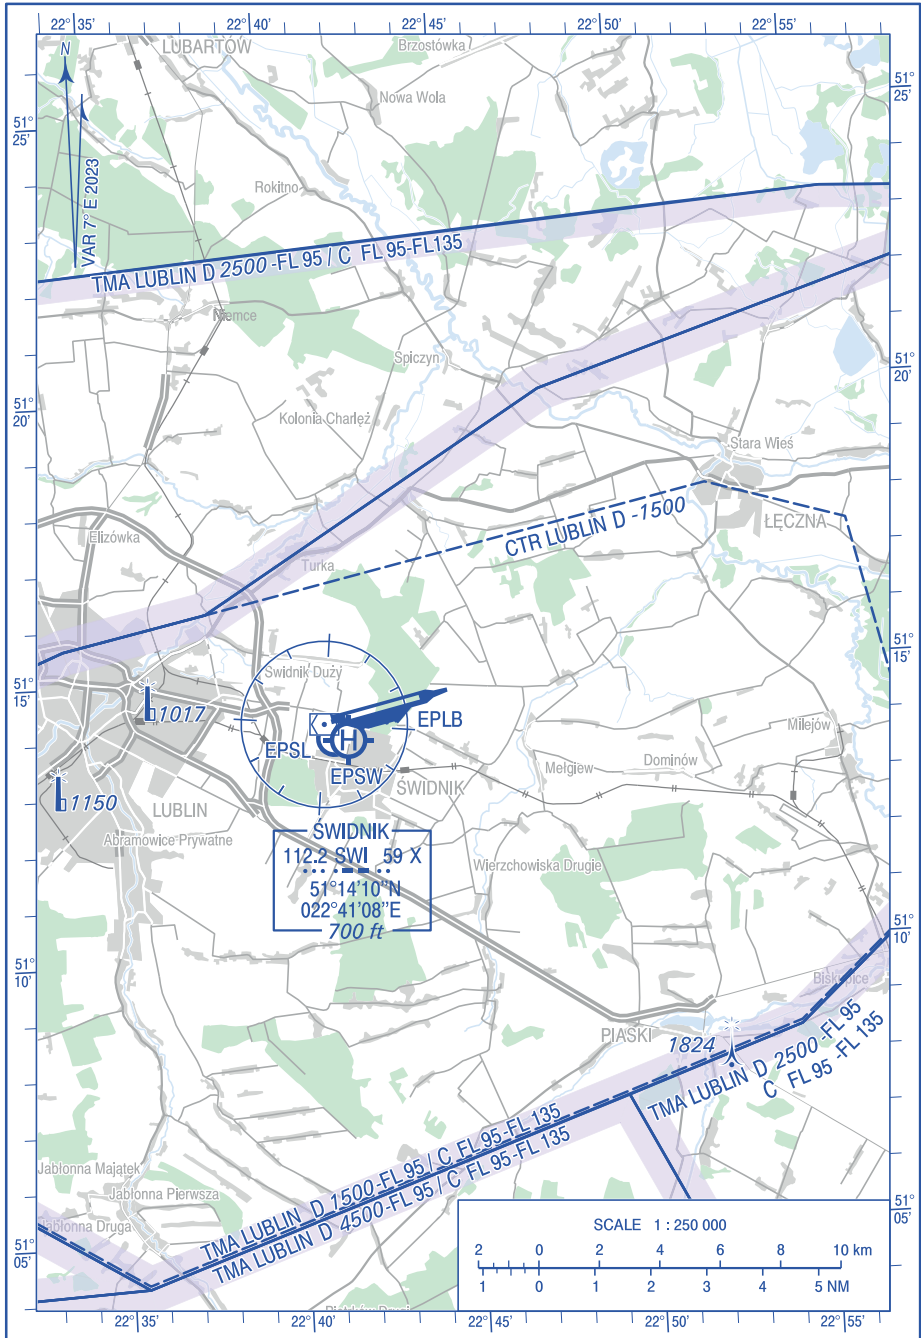 22° 35'
22° 40'
22° 45'
22° 50'
22° 55'
N
LUBARTÓW
Brzostówka
51°
25'
Nowa Wola
51°
25'
VAR 7° E 2023
Rokitno
TMA LUBLIN D 2500 -FL 95 / C FL 95-FL135
Niemce
Spiczyn
51°
20'
51°
20'
Kolonia Charlęż
Stara Wieś
CTR LUBLIN D -1500
ŁĘCZNA
Elizówka
Turka
51°
15'
Świdnik Duży
51°
15'
1017
EPLB
EPSL
H
EPSW
Milejów
Mełgiew
Dominów
ŚWIDNIK
1150
LUBLIN
Abramowice Prywatne
ŚWIDNIK
112.2 SWI 59 X
51°14'10"N
022°41'08"E
700 ft
Wierzchowiska Drugie
51°
10'
51°
10'
Biskupice
PIASKI
1824
TMA LUBLIN D 2500 -FL 95
C FL 95 -FL 135
TMA LUBLIN D 1500-FL 95 / C FL 95-FL 135
TMA LUBLIN D 4500-FL 95 / C FL 95-FL 135
Jabłonna Majątek
Jabłonna Pierwsza
Jabłonna Druga
51°
05'
51°
05'
SCALE 1 : 250 000
2 0 2 4 6 8 10 km
1 0 1 2 3 4 5 NM
22° 35'
22° 40'
22° 45'
22° 50'
22° 55'